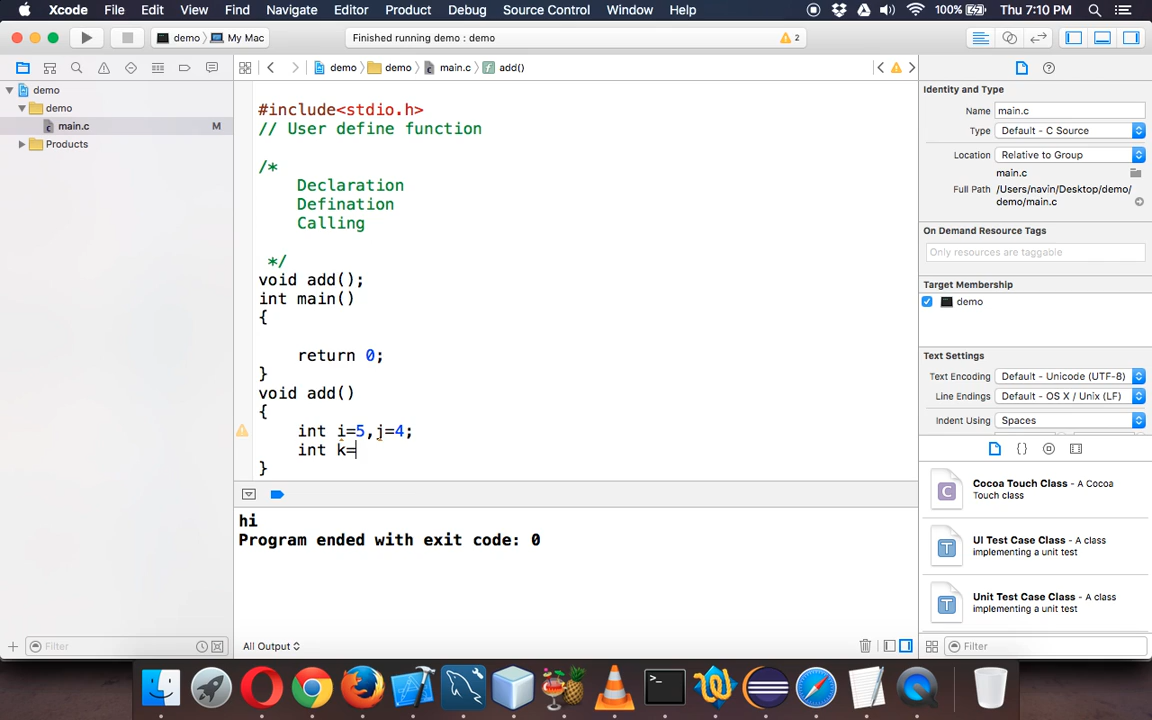 Xcode File Edit View Find Navigate Editor Product Debug Source Control Window Help 100% Thu 7:10 PM
demo My Mac Finished running demo : demo 2
demo demo main.c add()
demo
demo
main.c M
Products
#include<stdio.h>
// User define function
/*
Declaration
Defination
Calling
*/
void add();
int main()
{
return 0;
}
void add()
{
int i=5,j=4;
int k=
}
hi
Program ended with exit code: 0
Filter
All Output
Identity and Type
Name main.c
Type Default - C Source
Location Relative to Group
main.c
Full Path /Users/navin/Desktop/demo/
demo/main.c
On Demand Resource Tags
Only resources are taggable
Target Membership
demo
Text Settings
Text Encoding Default - Unicode (UTF-8)
Line Endings Default - OS X / Unix (LF)
Indent Using Spaces
{}
C Cocoa Touch Class - A Cocoa
Touch class
T UI Test Case Class - A class
implementing a unit test
T Unit Test Case Class - A class
implementing a unit test
Filter